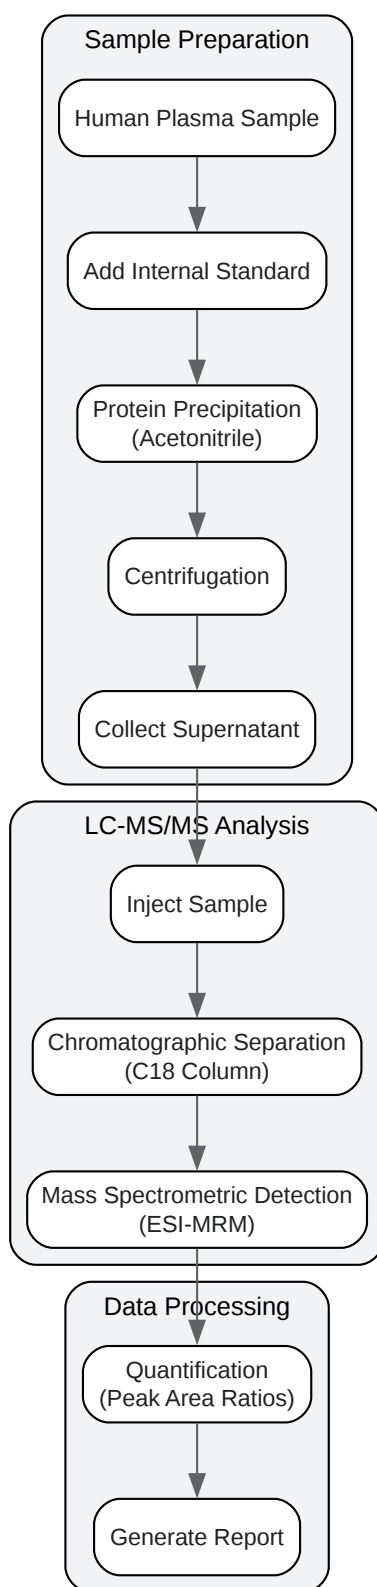 Sample Preparation
Human Plasma Sample
Add Internal Standard
Protein Precipitation
(Acetonitrile)
Centrifugation
Collect Supernatant
LC-MS/MS Analysis
Inject Sample
Chromatographic Separation
(C18 Column)
Mass Spectrometric Detection
(ESI-MRM)
Data Processing
Quantification
(Peak Area Ratios)
Generate Report